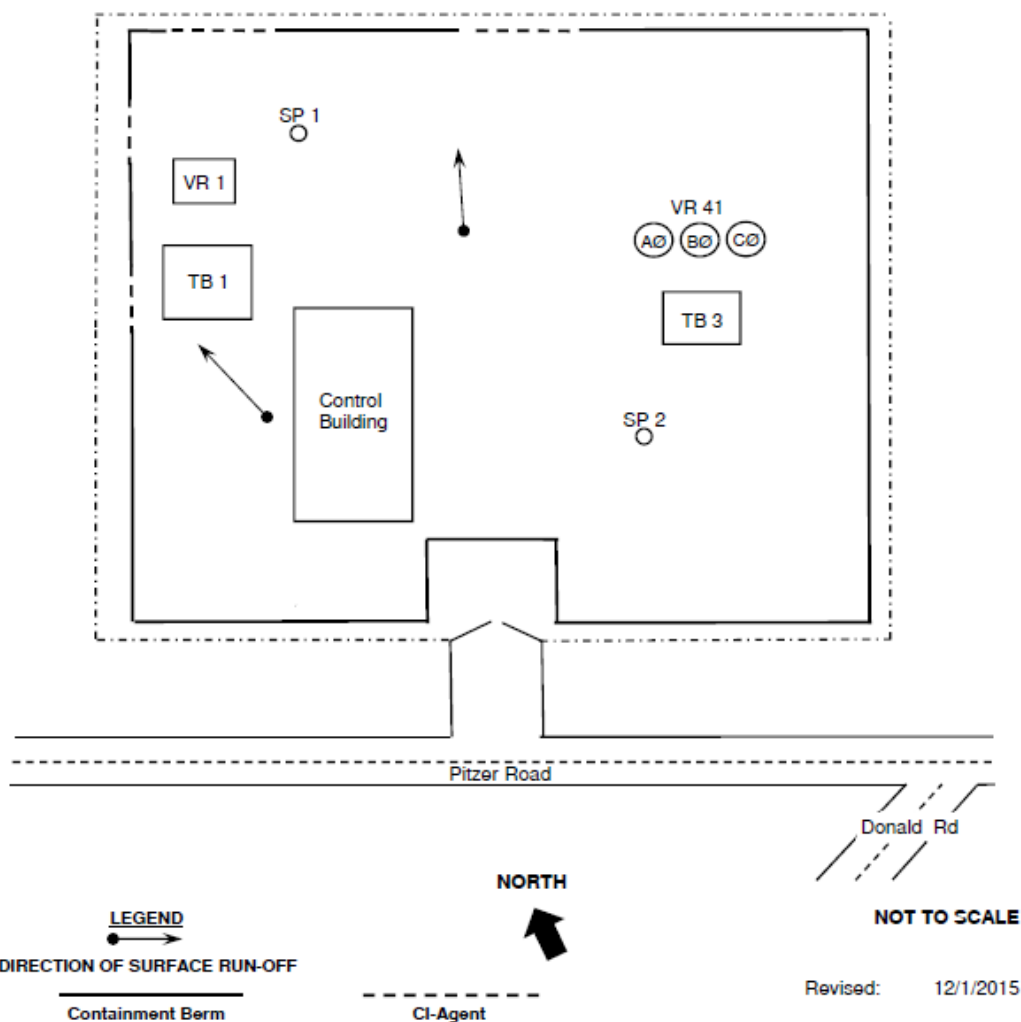 SP 1
VR 1
VR 41
AØ BØ CØ
TB 1
TB 3
Control
Building
SP 2
Pitzer Road
Donald Rd
NORTH
LEGEND
NOT TO SCALE
DIRECTION OF SURFACE RUN-OFF
Revised: 12/1/2015
Containment Berm
CI-Agent